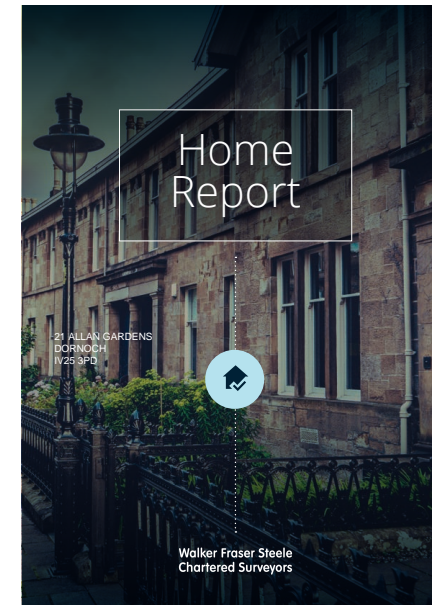 Home
Report
21 ALLAN GARDENS
DORNOCH
IV25 3PD
Walker Fraser Steele
Chartered Surveyors